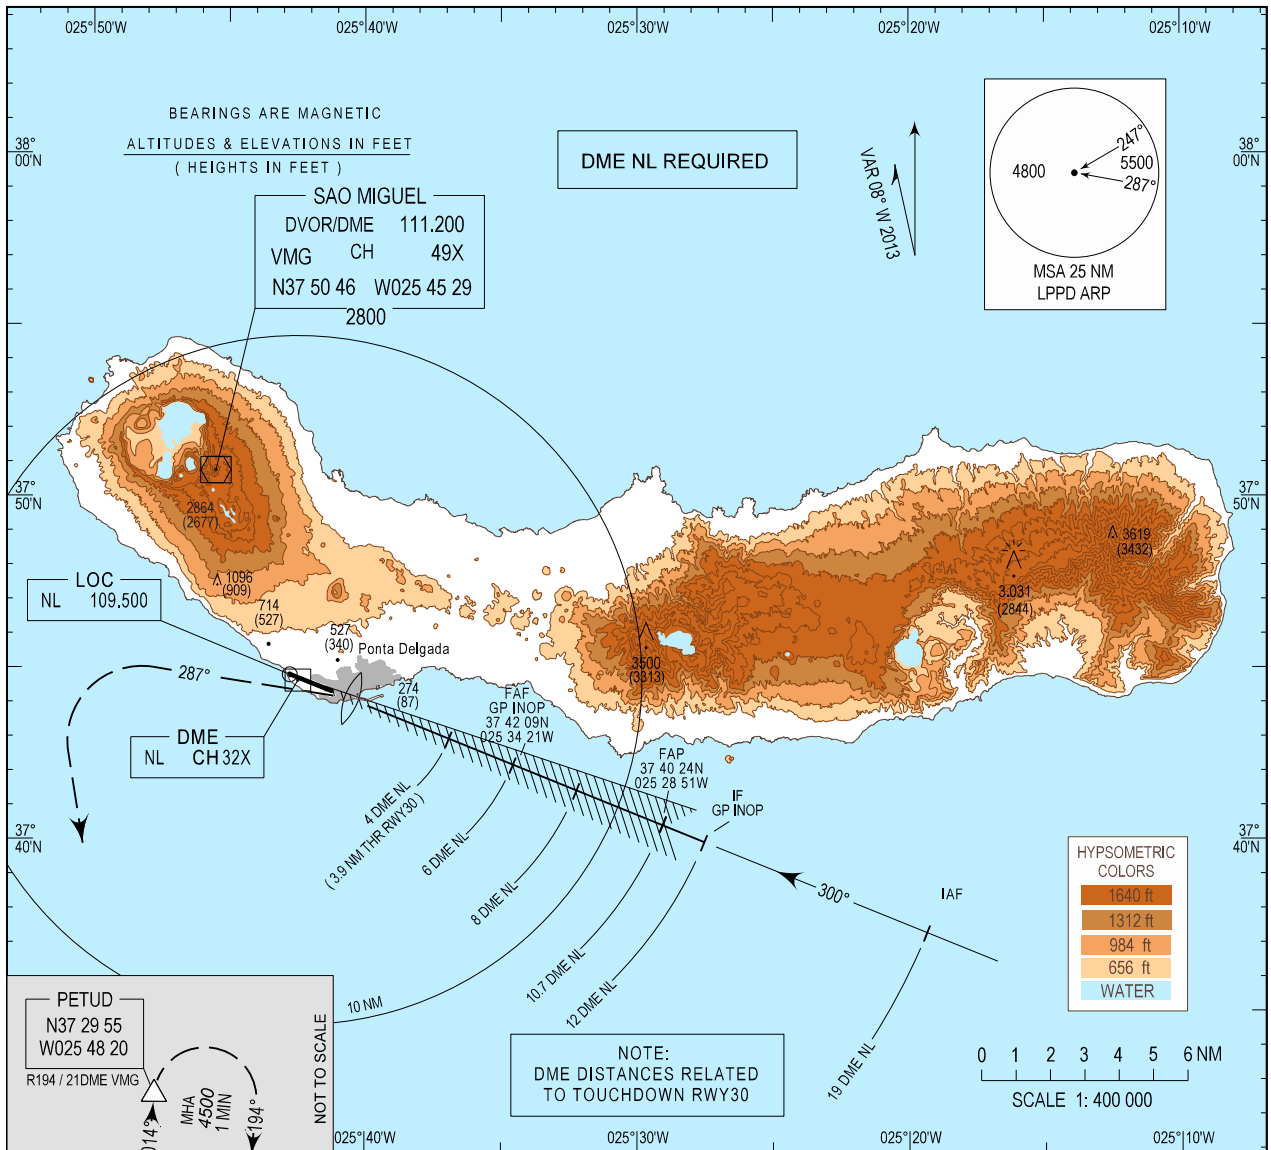 025°50'W
025°40'W
025°30'W
025°20'W
025°10'W
38°
00'N
38°
00'N
BEARINGS ARE MAGNETIC
ALTITUDES & ELEVATIONS IN FEET
( HEIGHTS IN FEET )
DME NL REQUIRED
VAR 08° W 2013
4800
247°
5500
287°
MSA 25 NM
LPPD ARP
SAO MIGUEL
DVOR/DME 111.200
VMG CH 49X
N37 50 46 W025 45 29
2800
37°
50'N
37°
50'N
2864
(2677)
3619
(3432)
1096
(909)
3.031
(2844)
LOC
NL 109.500
714
(527)
527
(340)
Ponta Delgada
3500
(3313)
287°
274
(87)
FAF
GP INOP
37 42 09N
025 34 21W
DME
NL CH 32X
FAP
37 40 24N
025 28 51W
IF
GP INOP
4 DME NL
( 3.9 NM THR RWY30 )
6 DME NL
8 DME NL
10.7 DME NL
12 DME NL
19 DME NL
10 NM
300°
IAF
37°
40'N
37°
40'N
HYPSOMETRIC
COLORS
1640 ft
1312 ft
984 ft
656 ft
WATER
PETUD
N37 29 55
W025 48 20
R194 / 21DME VMG
MHA
4500
1 MIN
014°
194°
NOT TO SCALE
NOTE:
DME DISTANCES RELATED
TO TOUCHDOWN RWY30
0 1 2 3 4 5 6 NM
SCALE 1: 400 000
025°40'W
025°30'W
025°20'W
025°10'W